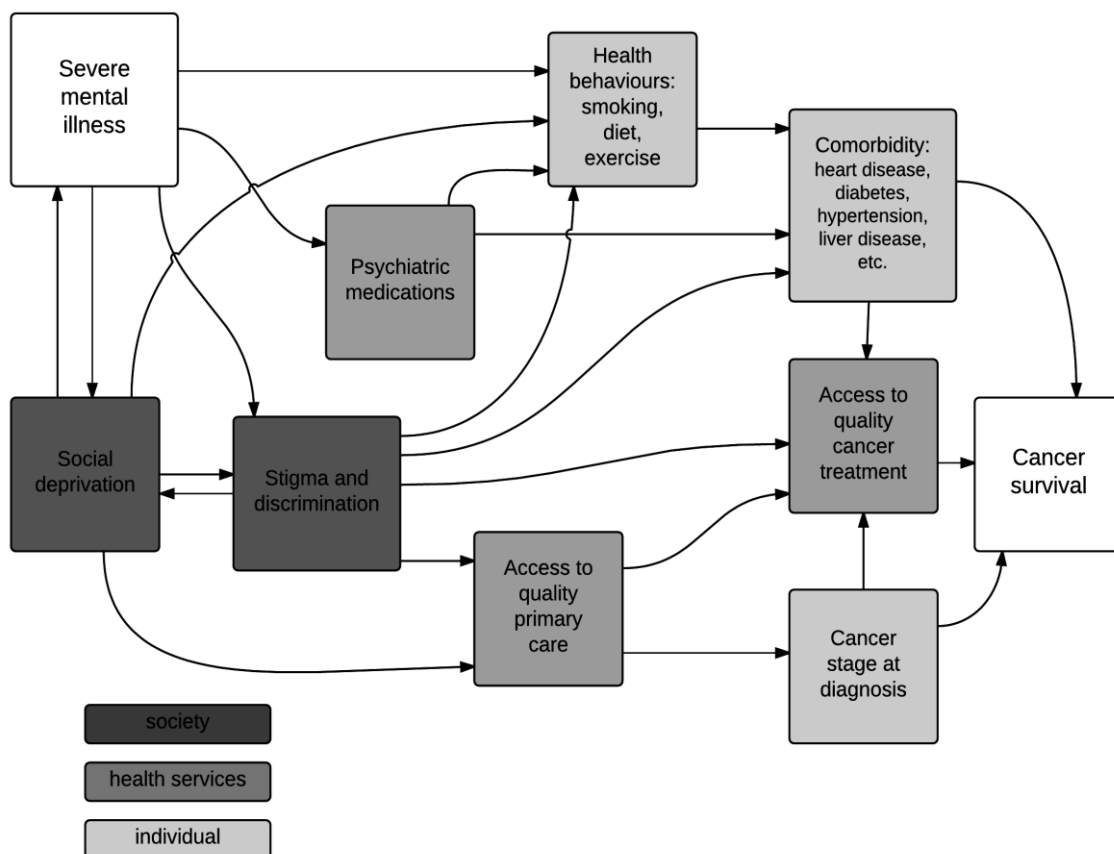 Severe
mental
illness
Health
behaviours:
smoking,
diet,
exercise
Comorbidity:
heart disease,
diabetes,
hypertension,
liver disease,
etc.
Psychiatric
medications
Social
deprivation
Stigma and
discrimination
Access to
quality
cancer
treatment
Cancer
survival
Access to
quality
primary
care
Cancer
stage at
diagnosis
society
health services
individual